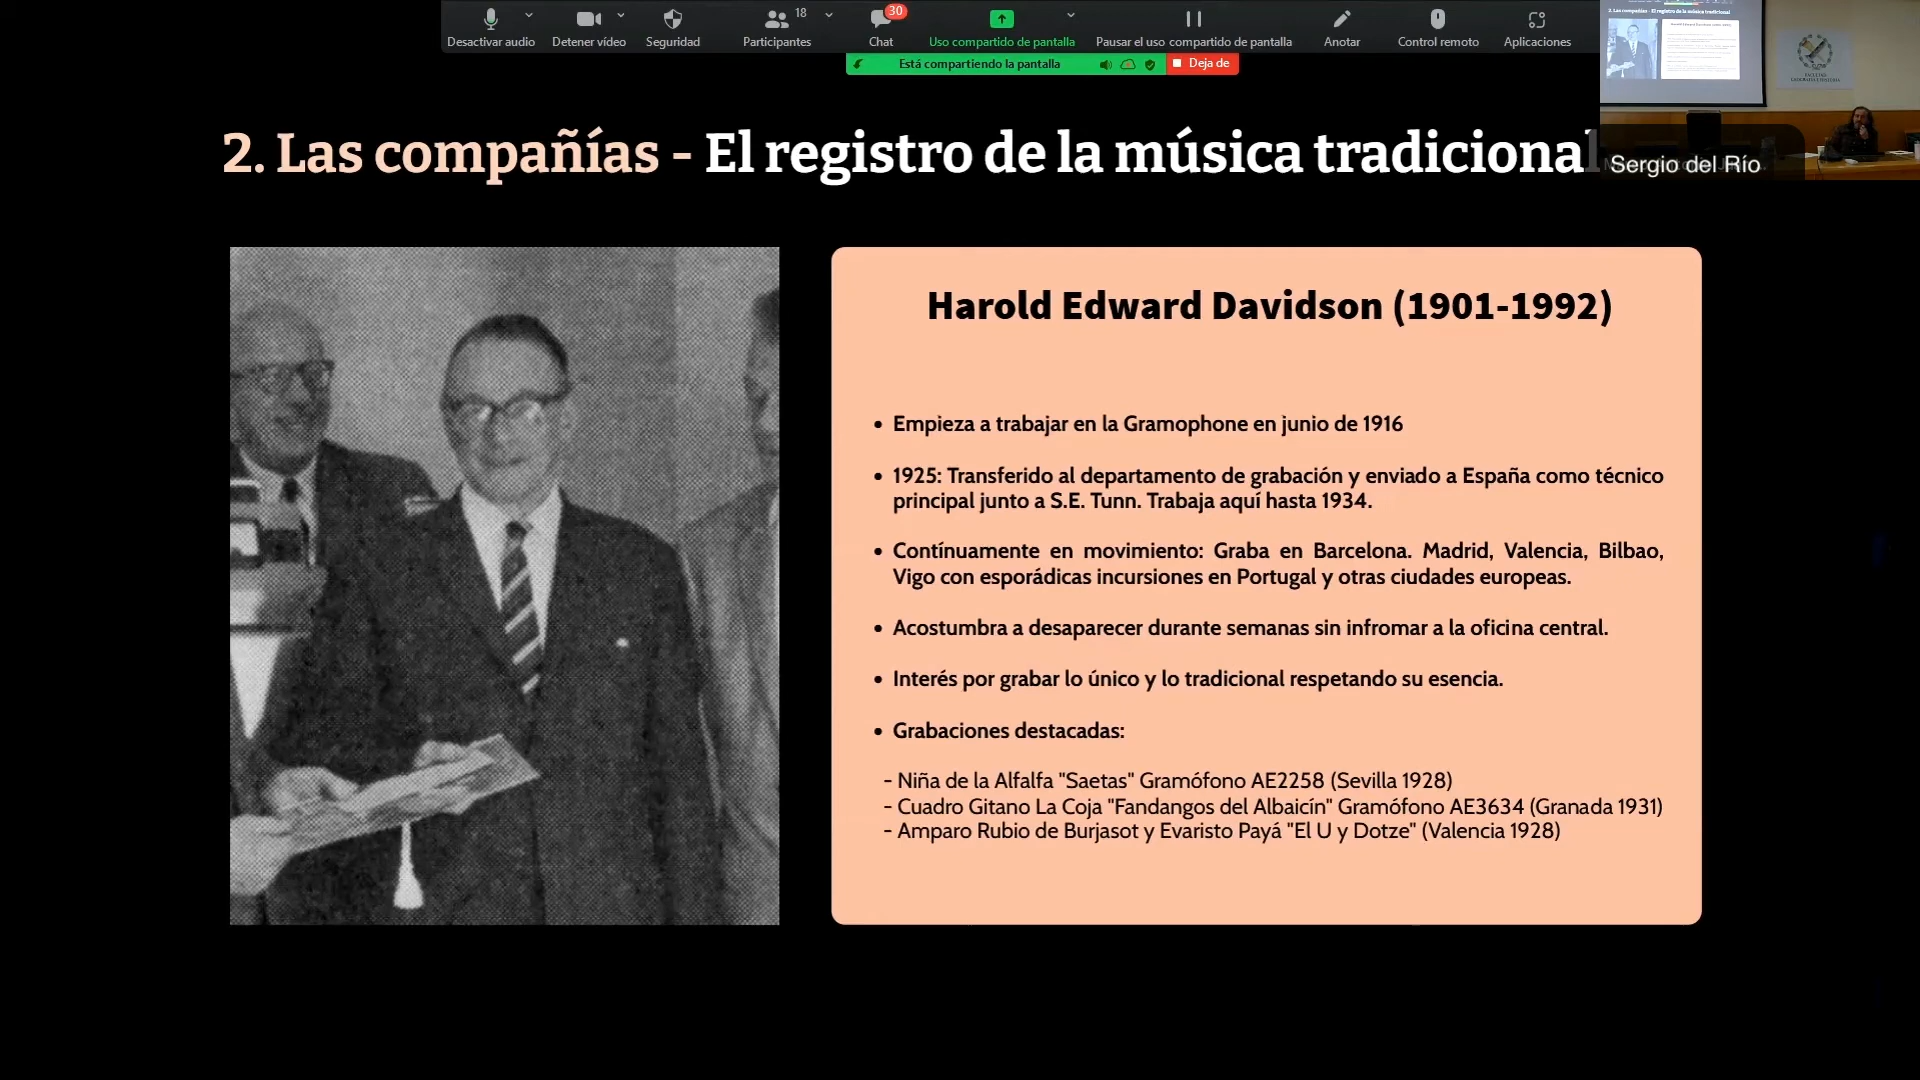 Desactivar audio
Detener vídeo
Seguridad
18
Participantes
30
Chat
Uso compartido de pantalla
Pausar el uso compartido de pantalla
Anotar
Control remoto
Aplicaciones
Está compartiendo la pantalla
Deja de
2. Las compañías - El registro de la música tradicional
Sergio del Río
Harold Edward Davidson (1901-1992)
• Empieza a trabajar en la Gramophone en junio de 1916
• 1925: Transferido al departamento de grabación y enviado a España como técnico
principal junto a S.E. Tunn. Trabaja aquí hasta 1934.
• Contínuamente en movimiento: Graba en Barcelona. Madrid, Valencia, Bilbao,
Vigo con esporádicas incursiones en Portugal y otras ciudades europeas.
• Acostumbra a desaparecer durante semanas sin infromar a la oficina central.
• Interés por grabar lo único y lo tradicional respetando su esencia.
• Grabaciones destacadas:
- Niña de la Alfalfa "Saetas" Gramófono AE2258 (Sevilla 1928)
- Cuadro Gitano La Coja "Fandangos del Albaicín" Gramófono AE3634 (Granada 1931)
- Amparo Rubio de Burjasot y Evaristo Payá "El U y Dotze" (Valencia 1928)